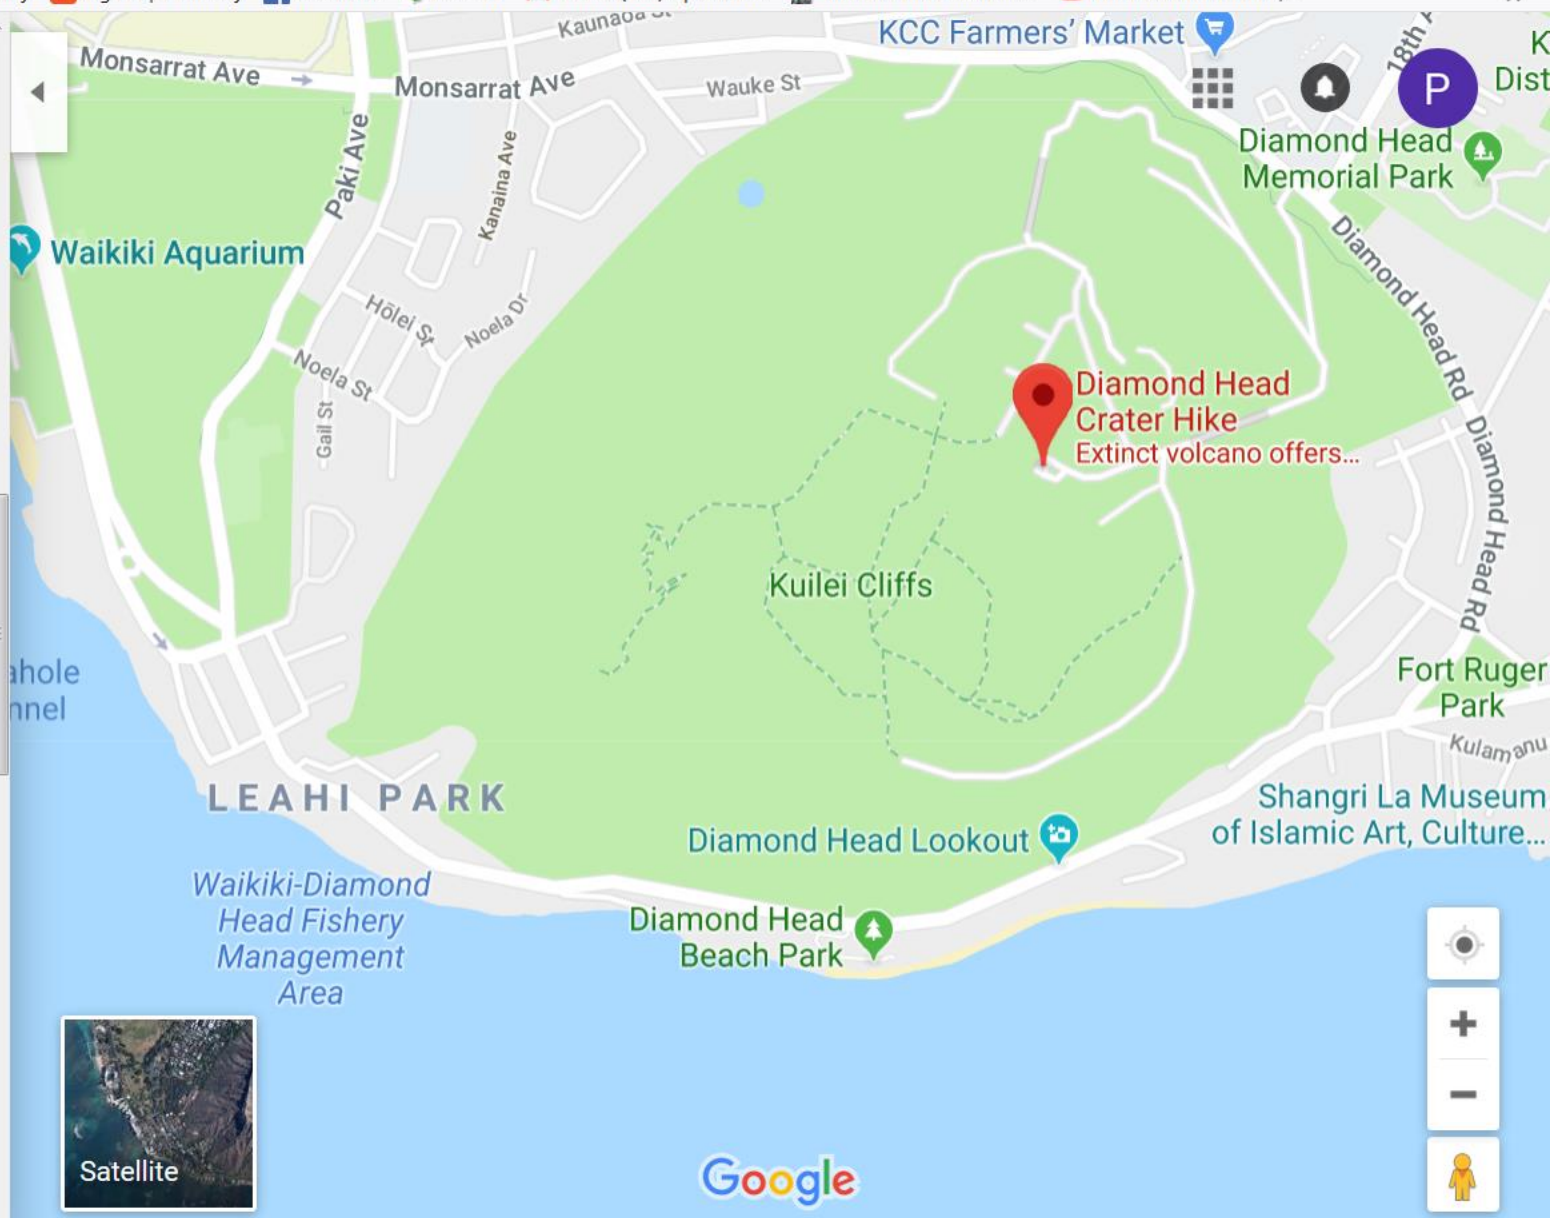 Kaunaoa St
KCC Farmers' Market
18th A
K
Dist
Monsarrat Ave
Monsarrat Ave
Wauke St
P
Paki Ave
Kanaina Ave
Diamond Head
Memorial Park
Waikiki Aquarium
Diamond Head Rd
Hōlei St
Noela Dr
Noela St
Gail St
Diamond Head
Crater Hike
Extinct volcano offers...
Diamond Head Rd
Kuilei Cliffs
ahole
nnel
Fort Ruger
Park
Kulamanu
LEAHI PARK
Shangri La Museum
of Islamic Art, Culture...
Diamond Head Lookout
Waikiki-Diamond
Head Fishery
Management
Area
Diamond Head
Beach Park
Satellite
Google